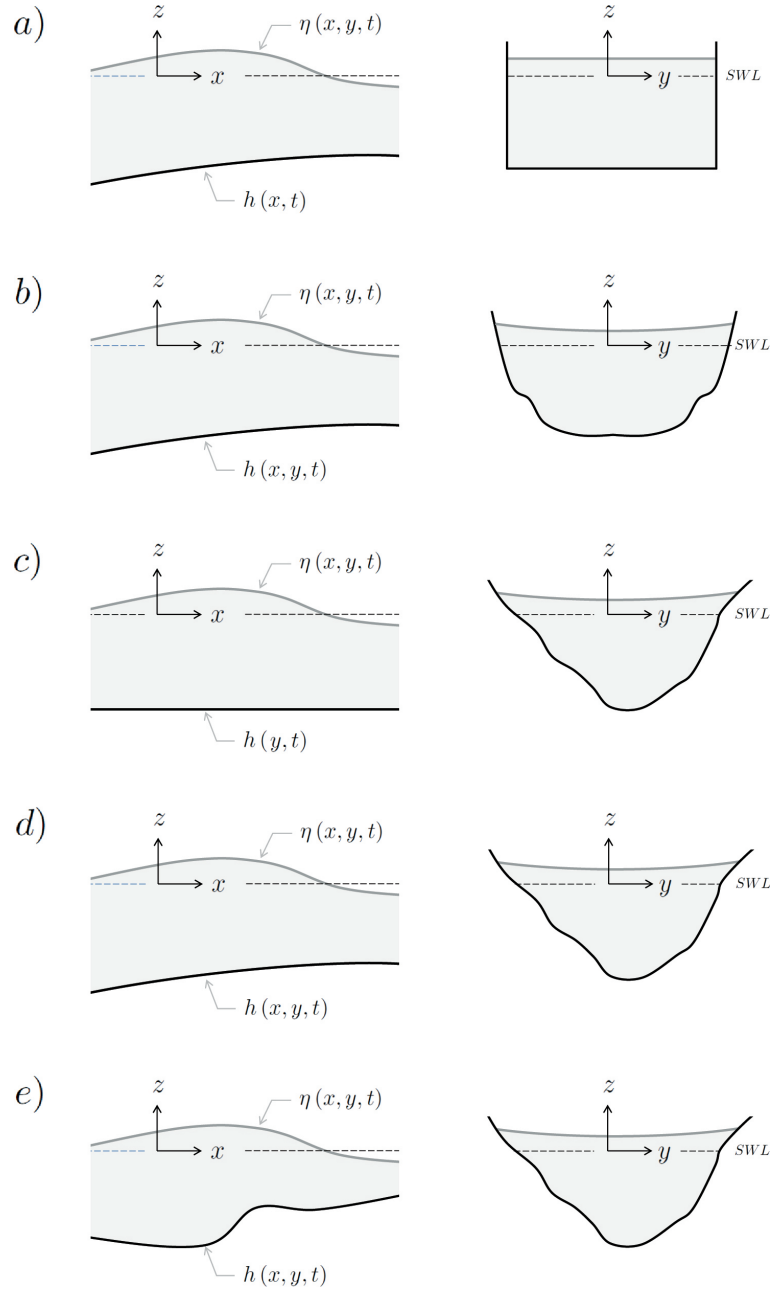 a)
z
η (x, y, t)
x
h (x, t)
z
y
SWL
b)
z
η (x, y, t)
x
h (x, y, t)
z
y
SWL
c)
z
η (x, y, t)
x
h (y, t)
z
y
SWL
d)
z
η (x, y, t)
x
h (x, y, t)
z
y
SWL
e)
z
η (x, y, t)
x
h (x, y, t)
z
y
SWL